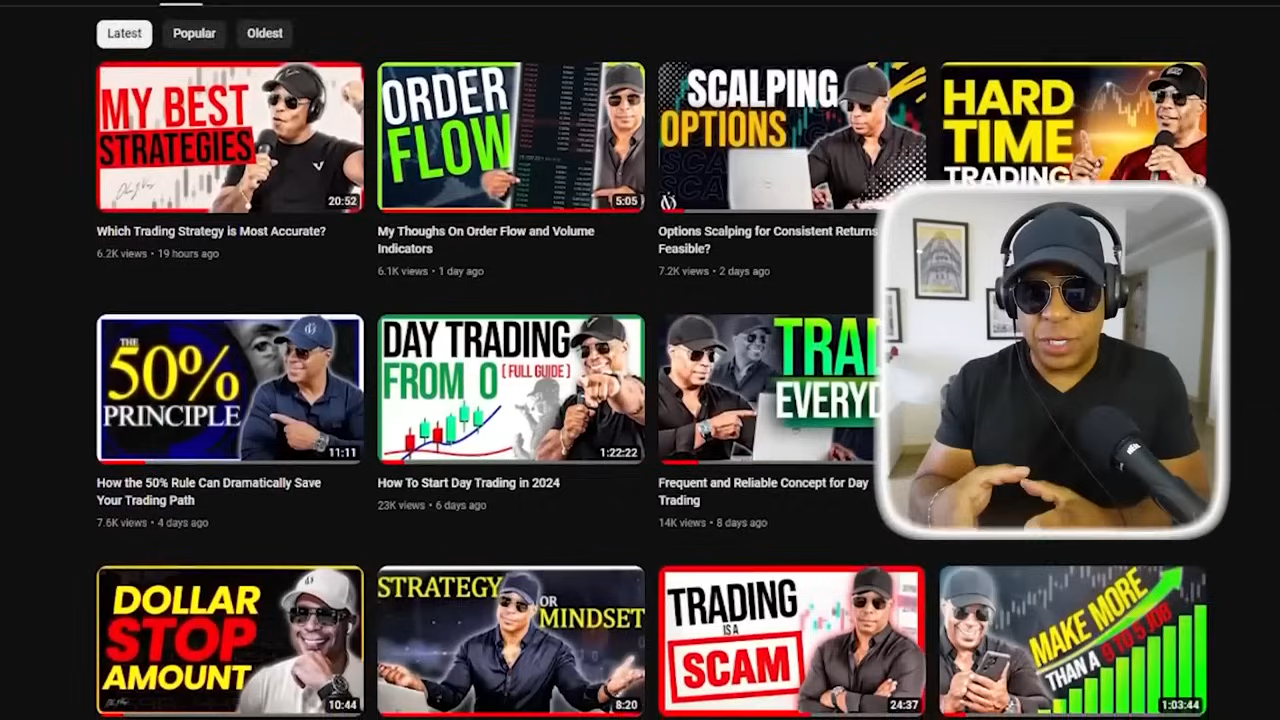 Latest
Popular
Oldest
MY BEST
STRATEGIES
20:52
ORDER
FLOW
5:05
SCALPING
OPTIONS
HARD
TIME
TRADING
Which Trading Strategy is Most Accurate?
6.2K views • 19 hours ago
My Thoughs On Order Flow and Volume
Indicators
6.1K views • 1 day ago
Options Scalping for Consistent Returns
Feasible?
7.2K views • 2 days ago
THE
50%
PRINCIPLE
11:11
DAY TRADING
FROM 0 [ FULL GUIDE ]
1:22:22
EVERYD
How the 50% Rule Can Dramatically Save
Your Trading Path
7.6K views • 4 days ago
How To Start Day Trading in 2024
23K views • 6 days ago
Frequent and Reliable Concept for Day
Trading
14K views • 8 days ago
DOLLAR
STOP
AMOUNT
10:44
STRATEGY
OR
MINDSET
8:20
TRADING
IS A
SCAM
24:37
MAKE MORE
THAN A 9 TO 5 JOB
1:03:44